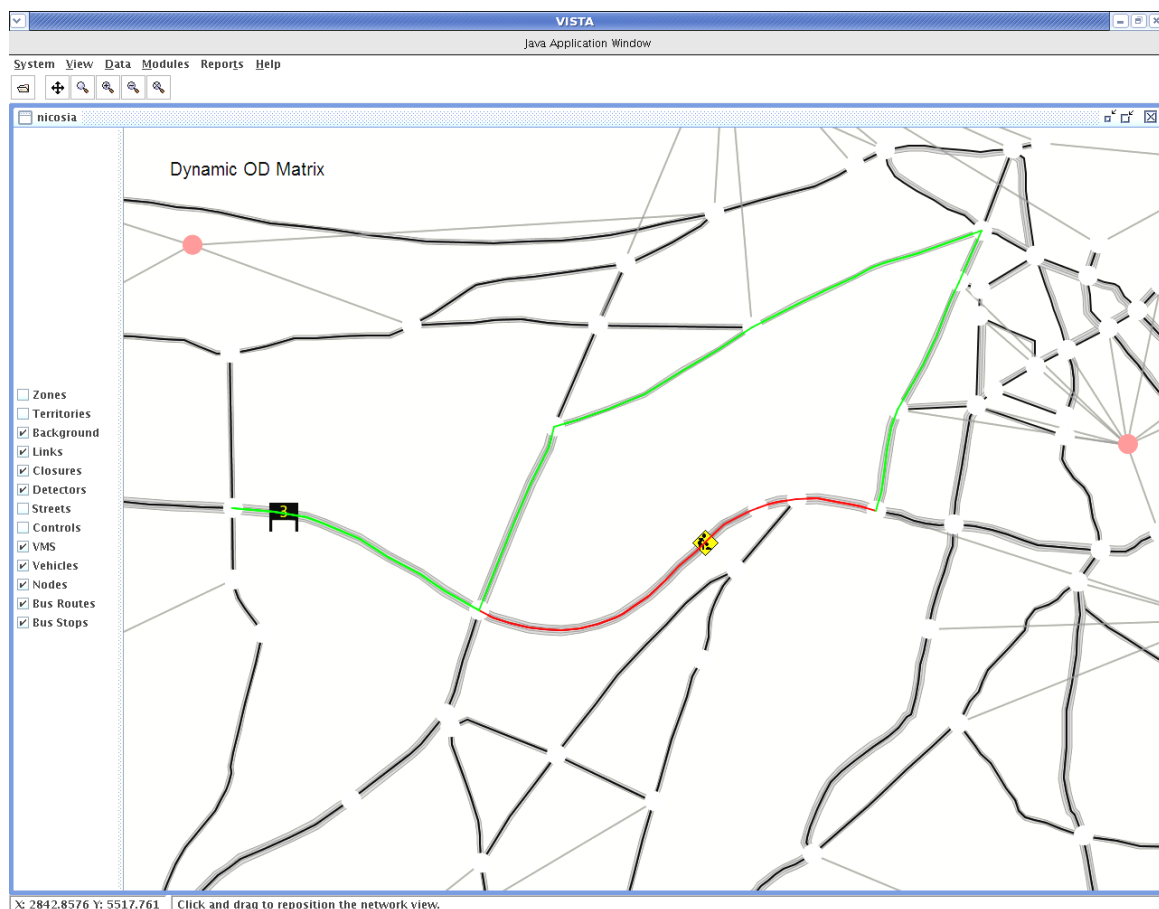 VISTA
Java Application Window
System View Data Modules Reports Help
nicosia
Dynamic OD Matrix
3
Zones
Territories
Background
Links
Closures
Detectors
Streets
Controls
VMS
Vehicles
Nodes
Bus Routes
Bus Stops
X: 2842.8576 Y: 5517.761 Click and drag to reposition the network view.